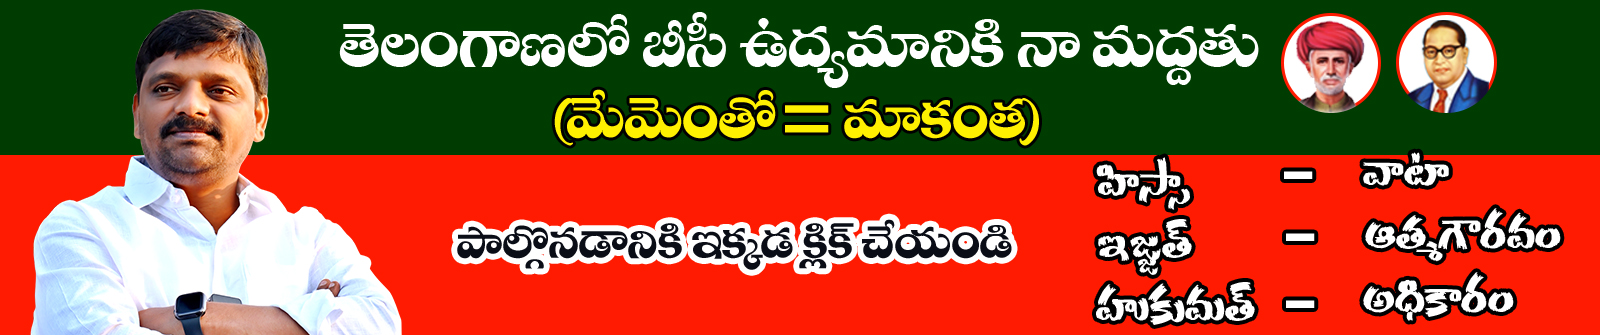 తెలంగాణలో బీసీ ఉద్యమానికి నా మద్దతు
(మేమెంతో = మాకంత)
పాల్గొనడానికి ఇక్కడ క్లిక్ చేయండి
హిస్సా – వాటా
ఇజ్జత్ – ఆత్మగౌరవం
హుకుమత్ – అధికారం